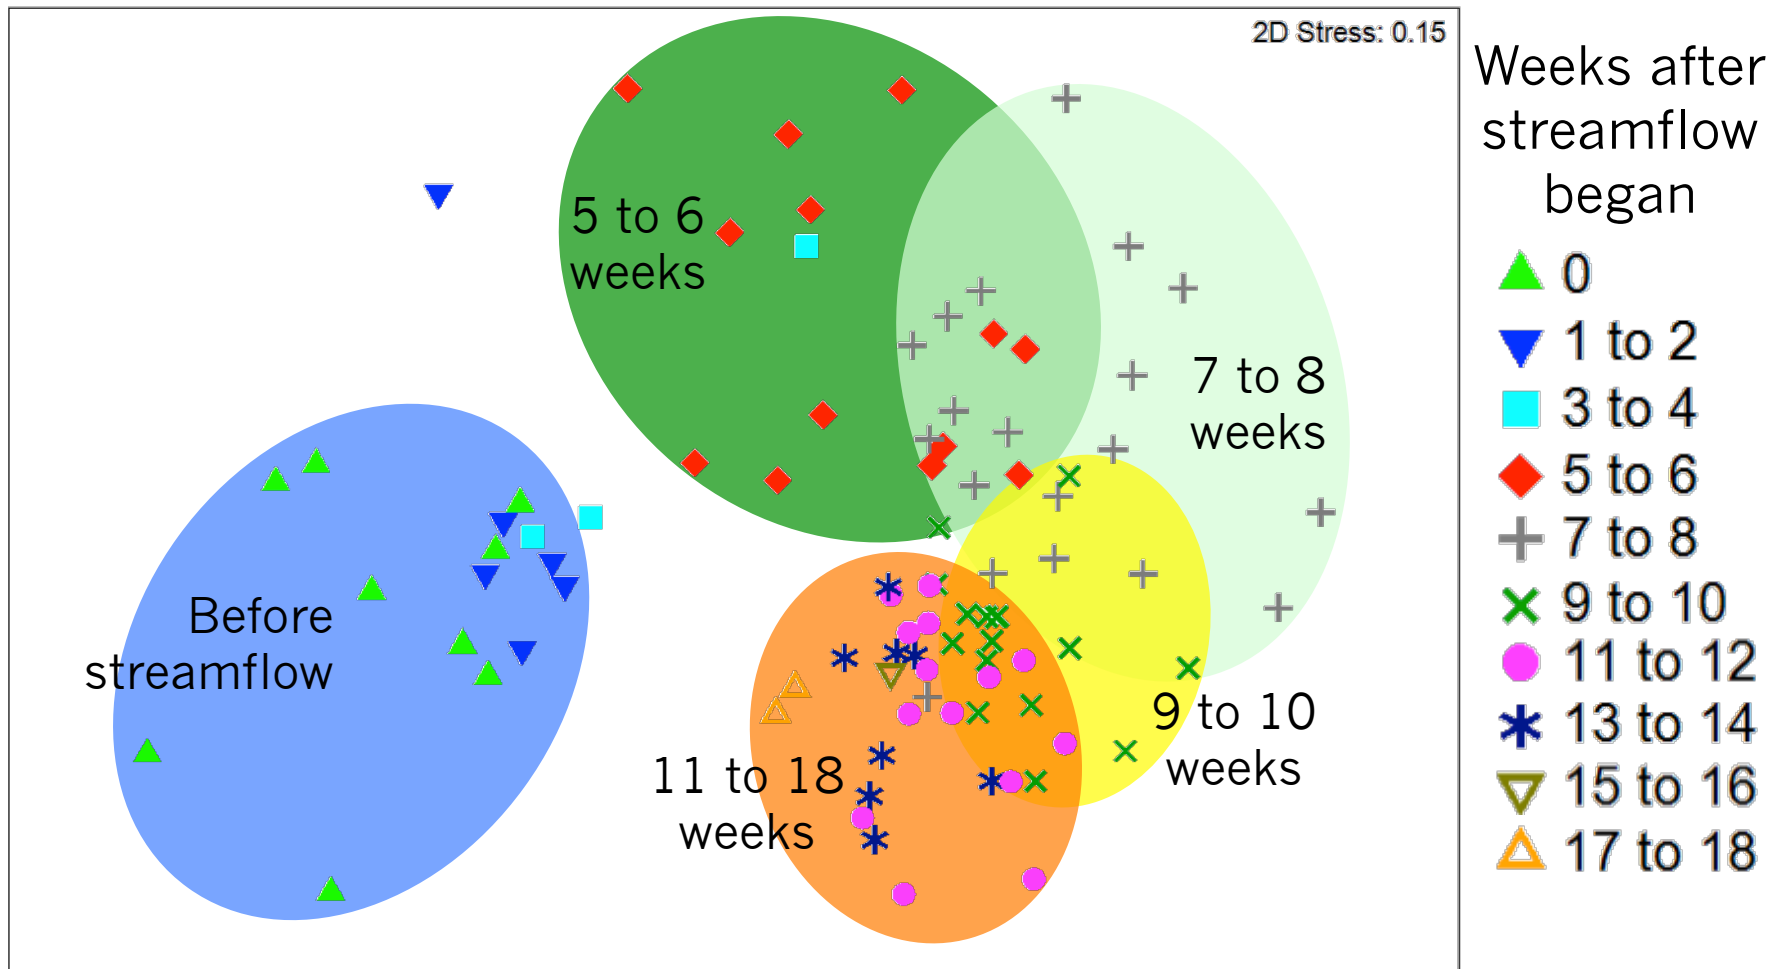 2D Stress: 0.15
Weeks after
streamflow
began
0
1 to 2
3 to 4
5 to 6
7 to 8
9 to 10
11 to 12
13 to 14
15 to 16
17 to 18
5 to 6
weeks
7 to 8
weeks
Before
streamflow
9 to 10
weeks
11 to 18
weeks